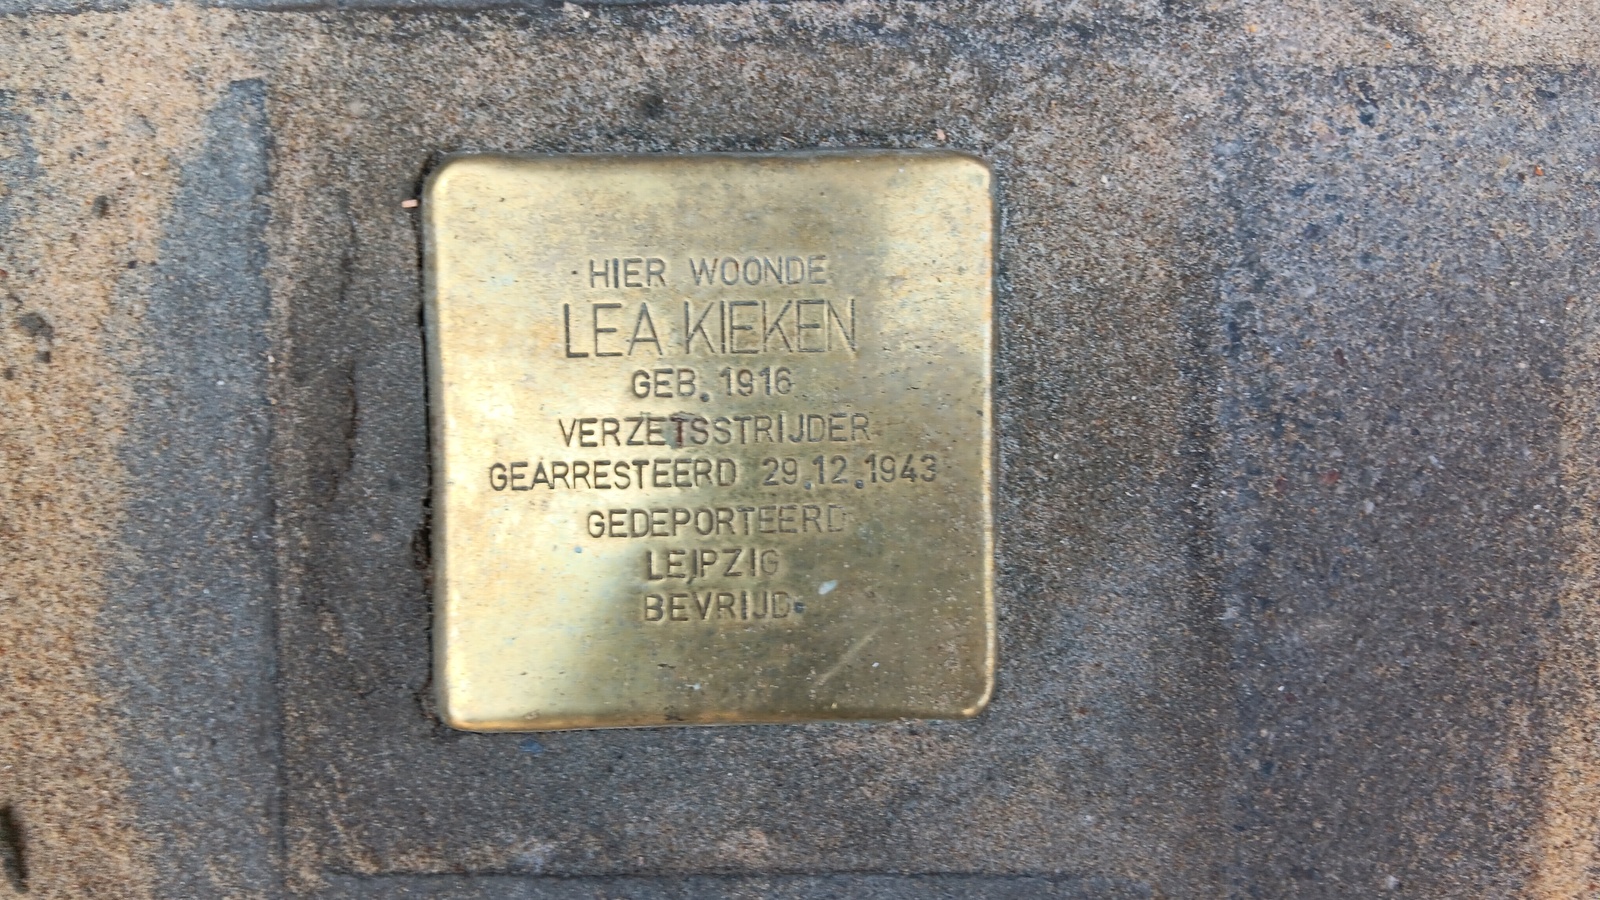 HIER WOONDE
LEA KIEKEN
GEB. 1916
VERZETSSTRIJDER
GEARRESTEERD 29.12.1943
GEDEPORTEERD
LEIPZIG
BEVRIJD